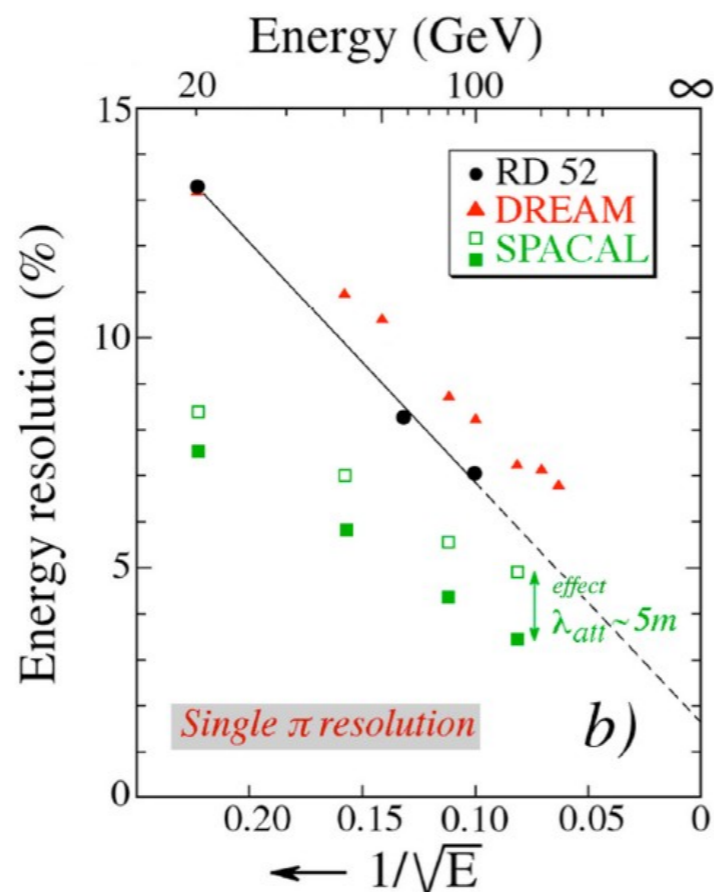 Energy (GeV)
20 100 ∞
15
RD 52
DREAM
SPACAL
10
Energy resolution (%)
5
effect
λatt ~ 5m
Single π resolution
b)
0
0.20 0.15 0.10 0.05 0
← 1/√E